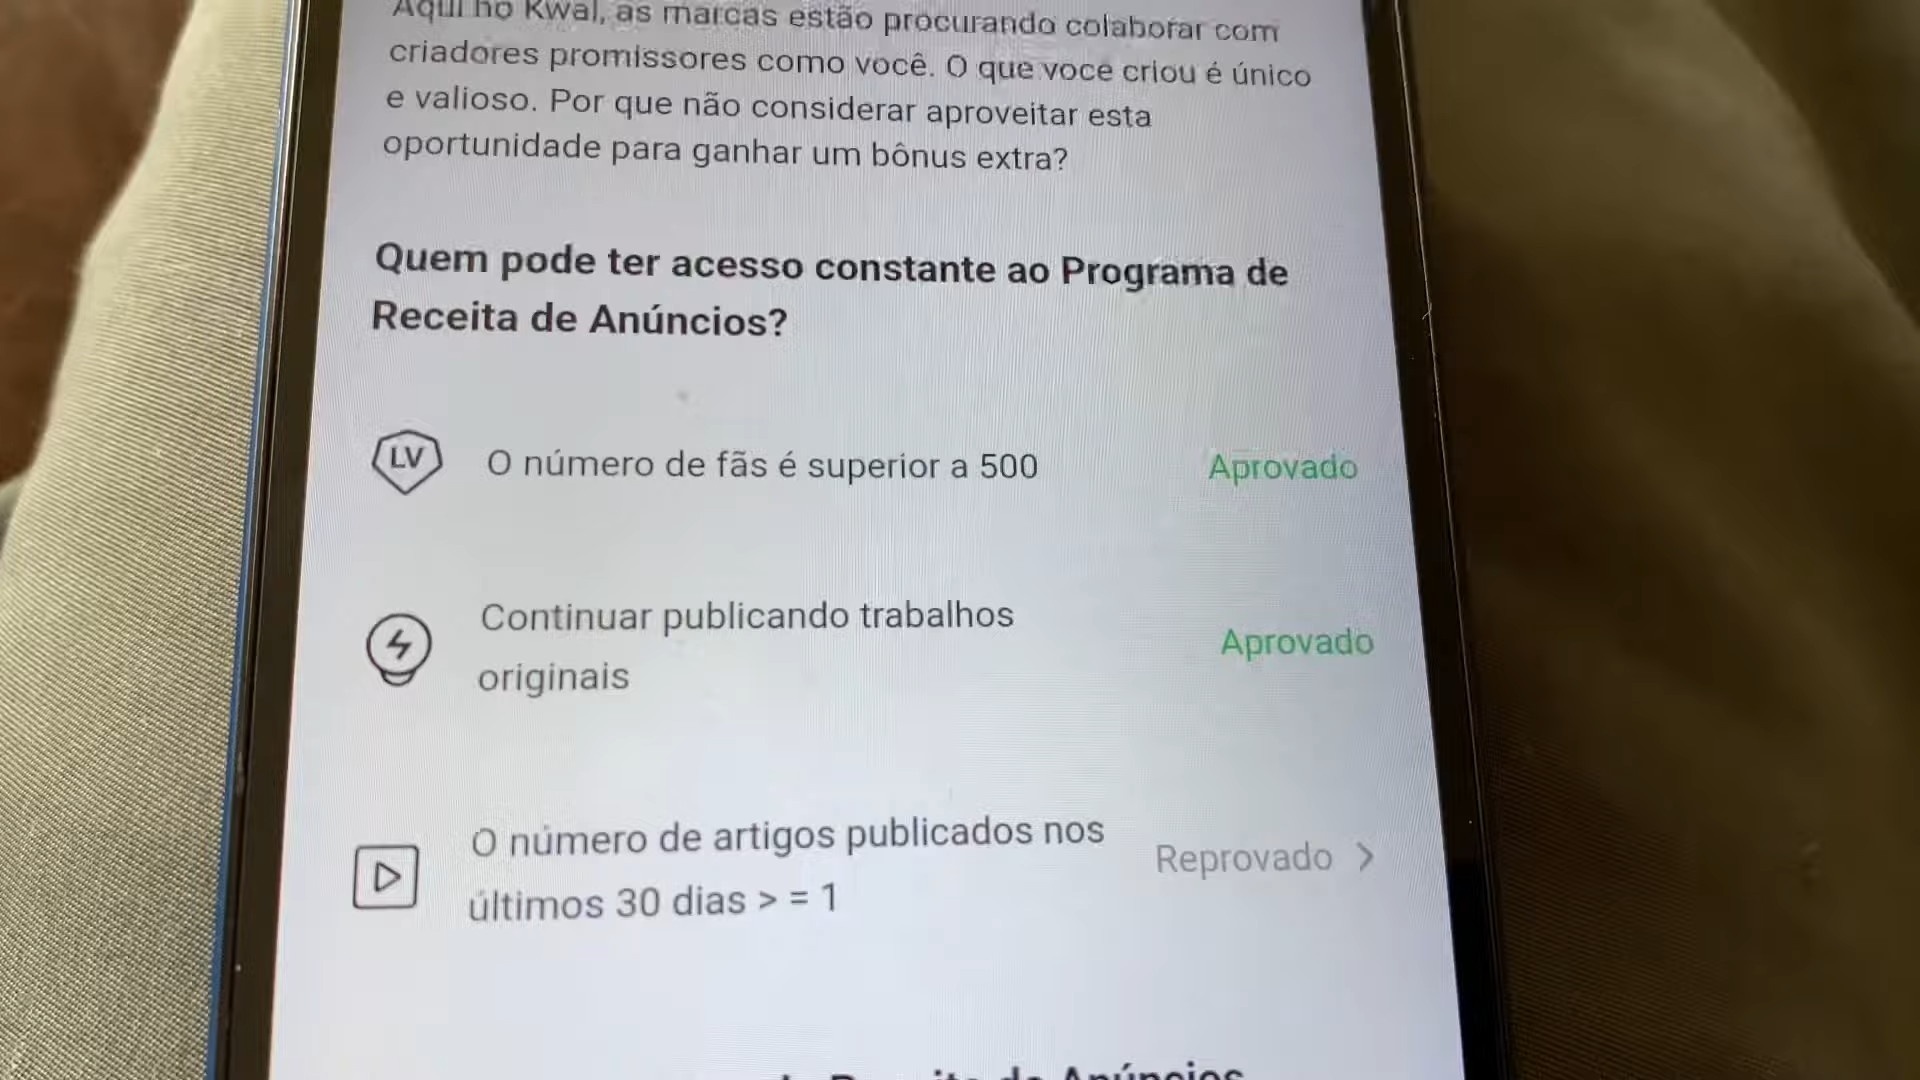 Aqui no Kwai, as marcas estão procurando colaborar com
criadores promissores como você. O que voce criou é único
e valioso. Por que não considerar aproveitar esta
oportunidade para ganhar um bônus extra?
Quem pode ter acesso constante ao Programa de
Receita de Anúncios?
LV
O número de fãs é superior a 500
Aprovado
Continuar publicando trabalhos
originais
Aprovado
O número de artigos publicados nos
últimos 30 dias > = 1
Reprovado >
Receita de Anúncios